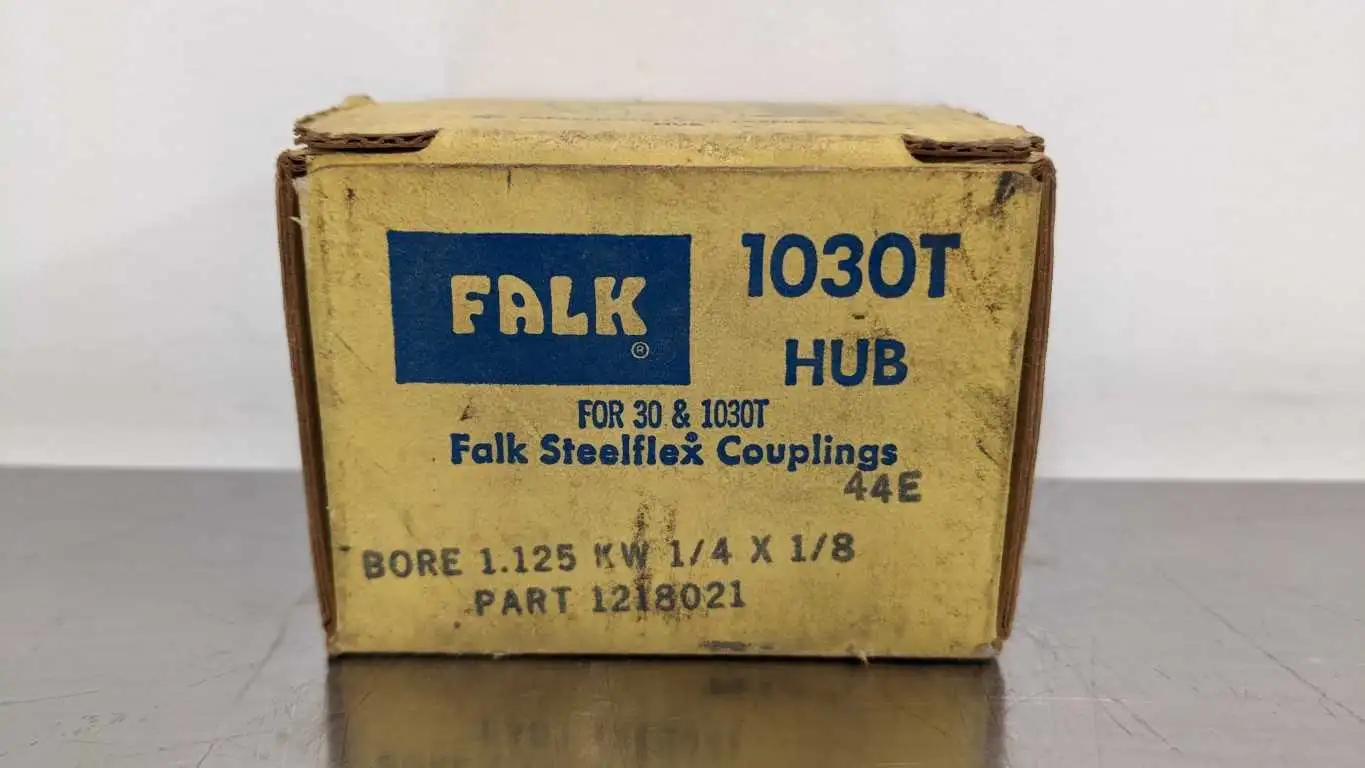 FALK®
1030T
HUB
FOR 30 & 1030T
Falk Steelflex® Couplings
44E
BORE 1.125 KW 1/4 X 1/8
PART 1218021